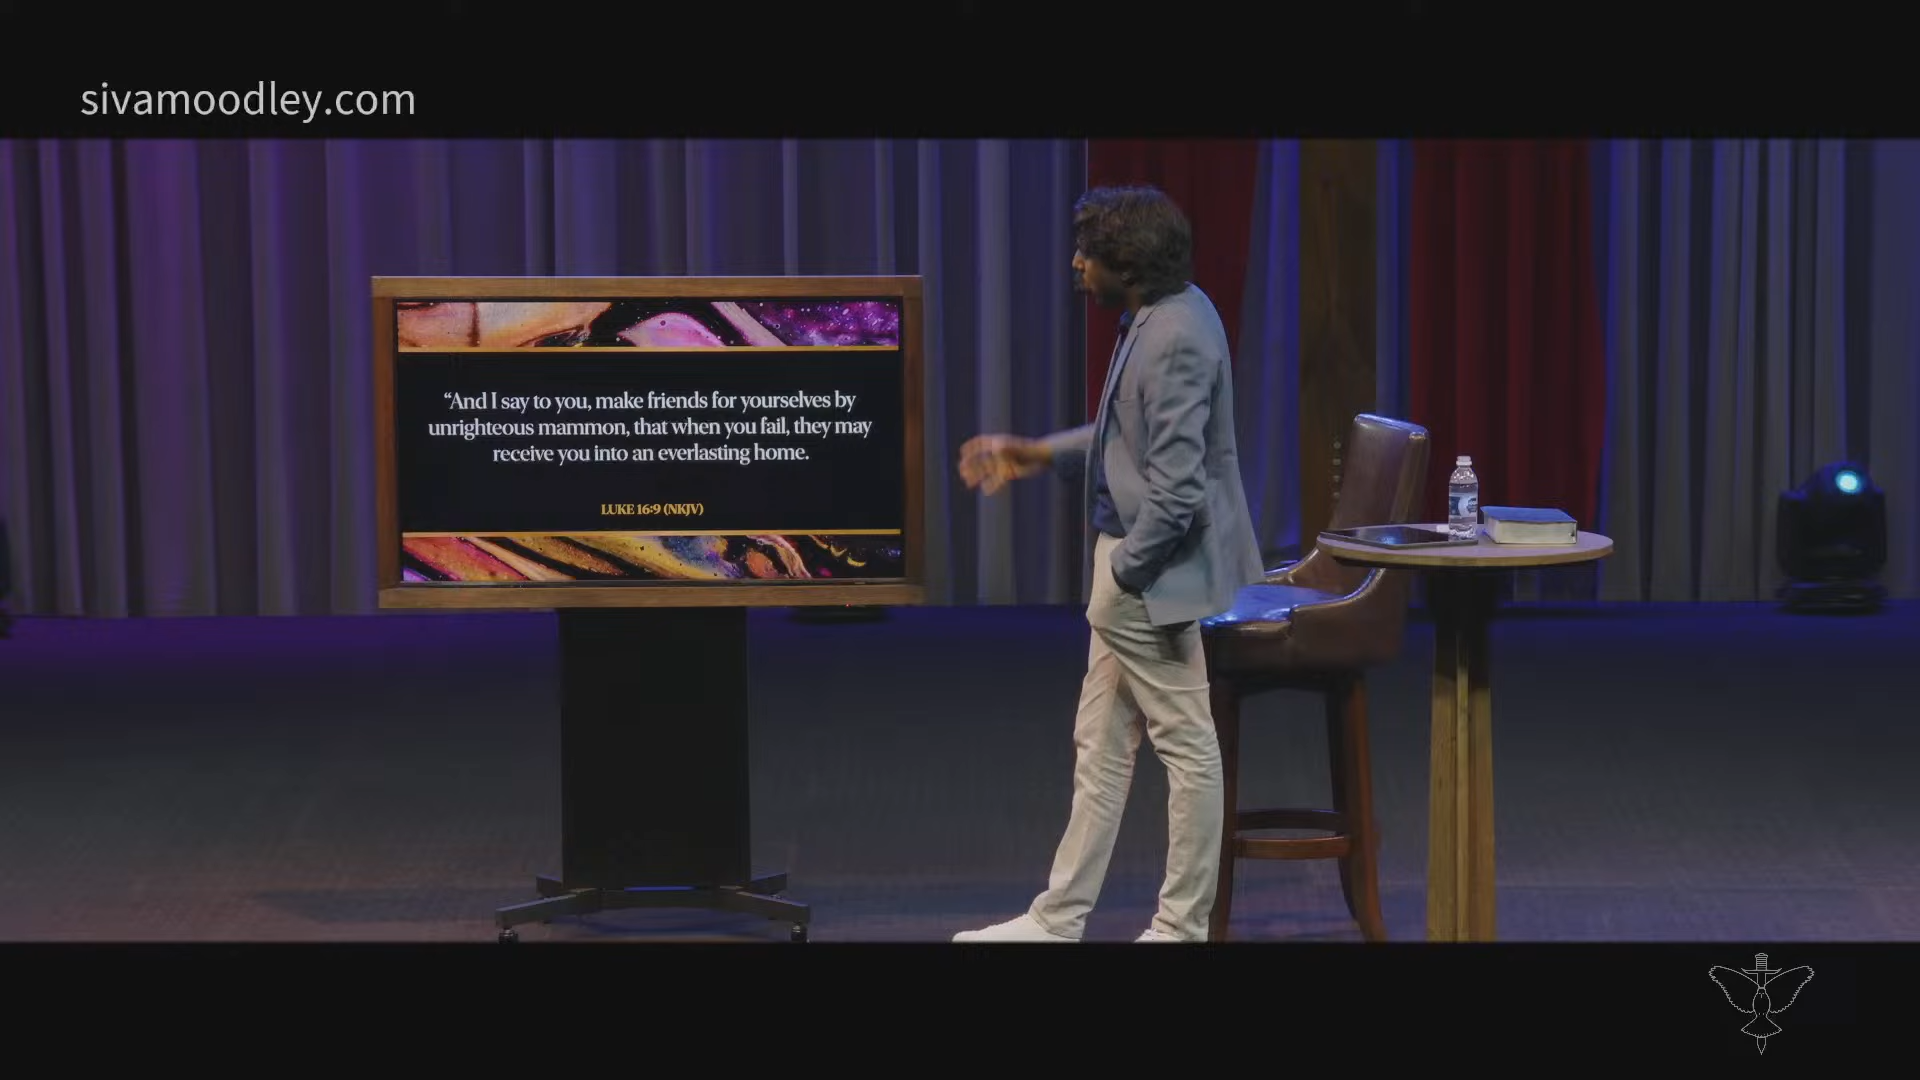 sivamoodley.com
“And I say to you, make friends for yourselves by
unrighteous mammon, that when you fail, they may
receive you into an everlasting home.
LUKE 16:9 (NKJV)